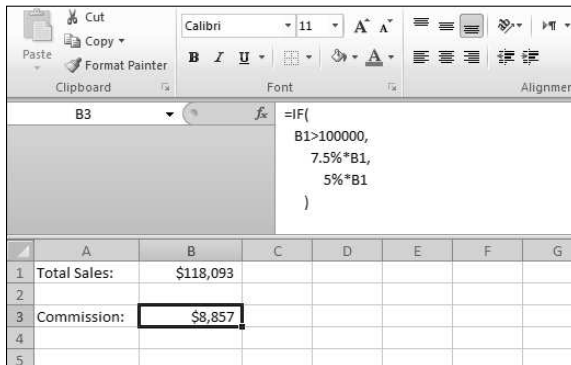 Cut
Copy
Format Painter
Paste
Clipboard
Calibri 11 A A
B I U A
Font
Alignmen
B3 fx =IF(
B1>100000,
7.5%*B1,
5%*B1
)
A B C D E F G
1 Total Sales: $118,093
2
3 Commission: $8,857
4
5